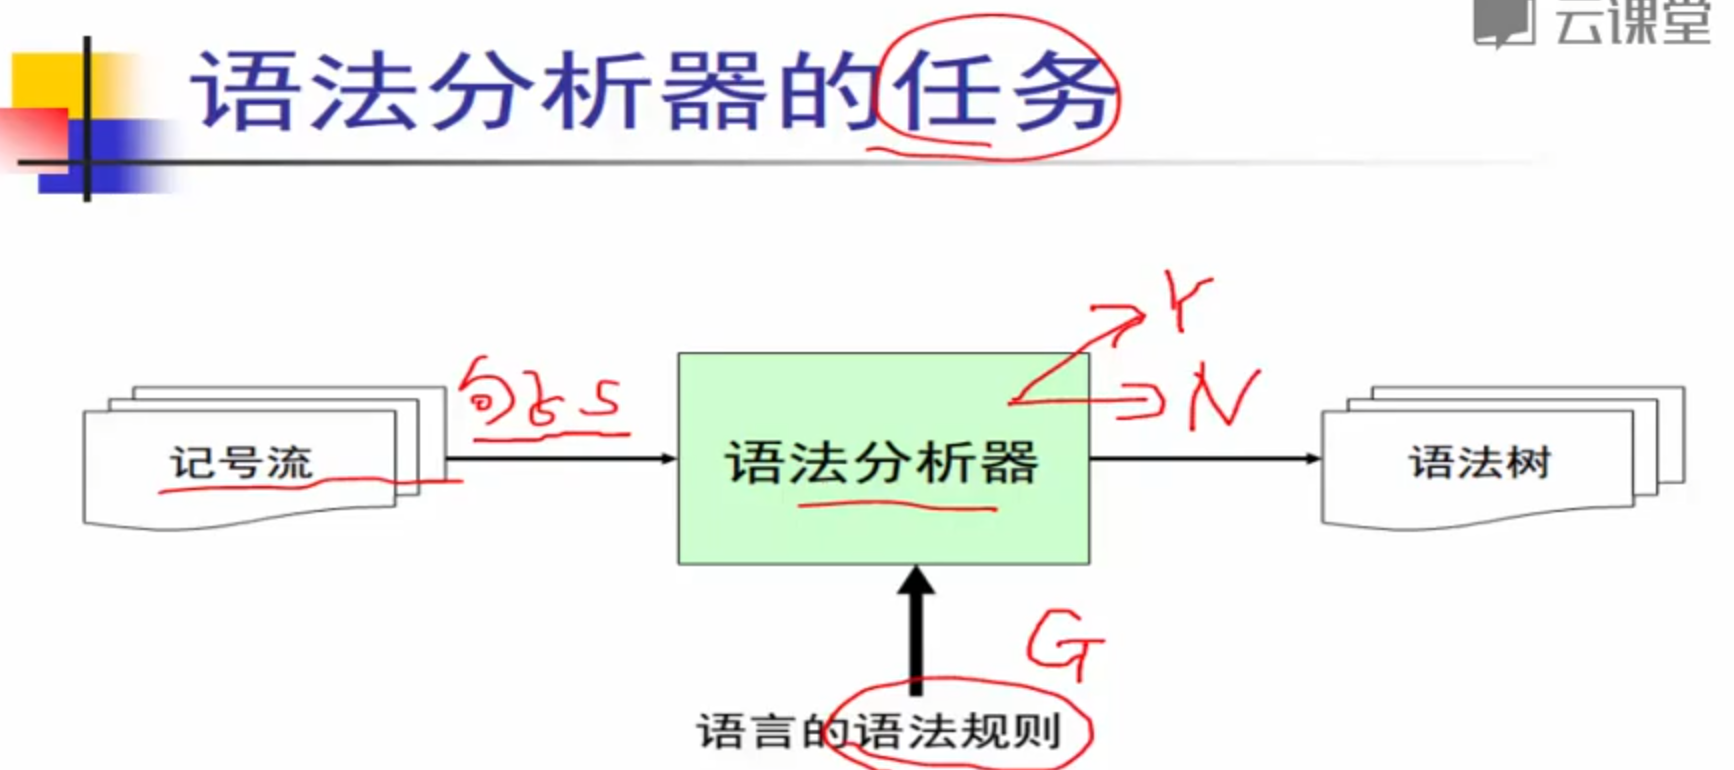 云课堂
语法分析器的任务
句子 S
Y
N
记号流
语法分析器
语法树
G
语言的语法规则